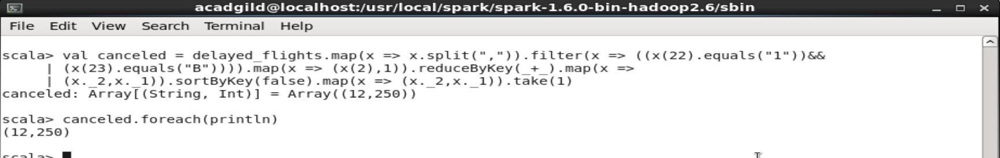 acadgild@localhost:/usr/local/spark/spark-1.6.0-bin-hadoop2.6/sbin
File Edit View Search Terminal Help
scala> val canceled = delayed_flights.map(x => x.split(",")).filter(x => ((x(22).equals("1"))&&
     | (x(23).equals("B")))).map(x => (x(2),1)).reduceByKey(_+_).map(x =>
     | (x._2,x._1)).sortByKey(false).map(x => (x._2,x._1)).take(1)
canceled: Array[(String, Int)] = Array((12,250))
scala> canceled.foreach(println)
(12,250)
scala>